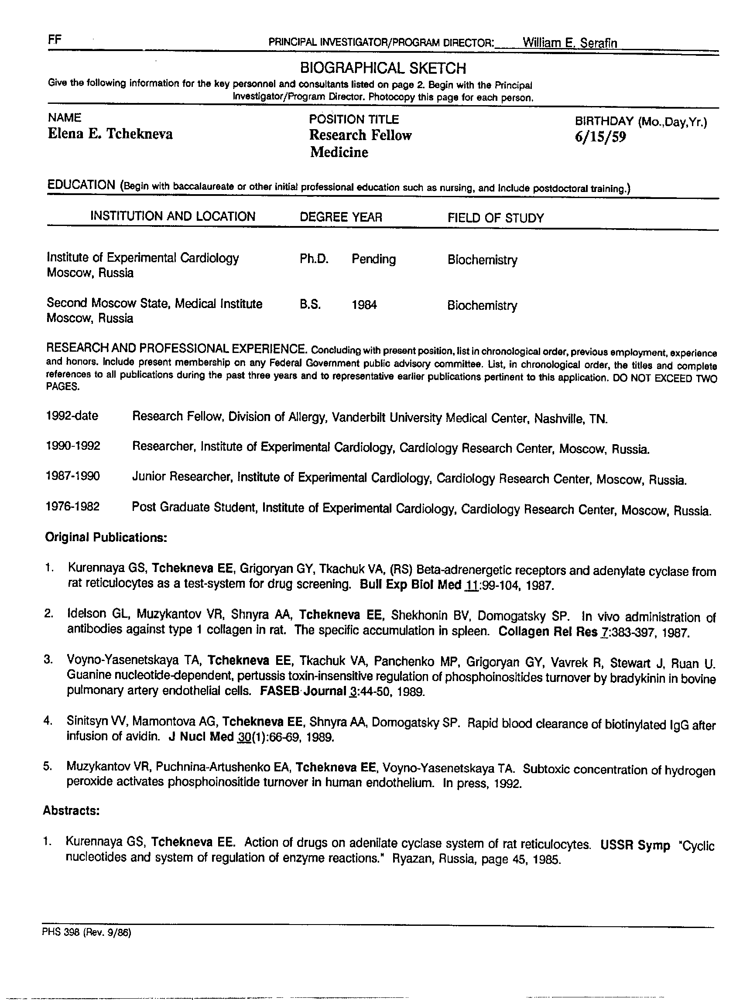 FF PRINCIPAL INVESTIGATOR/PROGRAM DIRECTOR: William E. Serafin
BIOGRAPHICAL SKETCH
Give the following information for the key personnel and consultants listed on page 2. Begin with the Principal
Investigator/Program Director. Photocopy this page for each person.
NAME POSITION TITLE BIRTHDAY (Mo.,Day,Yr.)
Elena E. Tchekneva Research Fellow 6/15/59
Medicine
EDUCATION (Begin with baccalaureate or other initial professional education such as nursing, and include postdoctoral training.)
INSTITUTION AND LOCATION DEGREE YEAR FIELD OF STUDY
Institute of Experimental Cardiology Ph.D. Pending Biochemistry
Moscow, Russia
Second Moscow State, Medical Institute B.S. 1984 Biochemistry
Moscow, Russia
RESEARCH AND PROFESSIONAL EXPERIENCE. Concluding with present position, list in chronological order, previous employment, experience
and honors. Include present membership on any Federal Government public advisory committee. List, in chronological order, the titles and complete
references to all publications during the past three years and to representative earlier publications pertinent to this application. DO NOT EXCEED TWO
PAGES.
1992-date Research Fellow, Division of Allergy, Vanderbilt University Medical Center, Nashville, TN.
1990-1992 Researcher, Institute of Experimental Cardiology, Cardiology Research Center, Moscow, Russia.
1987-1990 Junior Researcher, Institute of Experimental Cardiology, Cardiology Research Center, Moscow, Russia.
1976-1982 Post Graduate Student, Institute of Experimental Cardiology, Cardiology Research Center, Moscow, Russia.
Original Publications:
1. Kurennaya GS, Tchekneva EE, Grigoryan GY, Tkachuk VA, (RS) Beta-adrenergetic receptors and adenylate cyclase from
rat reticulocytes as a test-system for drug screening. Bull Exp Biol Med 11:99-104, 1987.
2. Idelson GL, Muzykantov VR, Shnyra AA, Tchekneva EE, Shekhonin BV, Domogatsky SP. In vivo administration of
antibodies against type 1 collagen in rat. The specific accumulation in spleen. Collagen Rel Res 7:383-397, 1987.
3. Voyno-Yasenetskaya TA, Tchekneva EE, Tkachuk VA, Panchenko MP, Grigoryan GY, Vavrek R, Stewart J, Ruan U.
Guanine nucleotide-dependent, pertussis toxin-insensitive regulation of phosphoinositides turnover by bradykinin in bovine
pulmonary artery endothelial cells. FASEB Journal 3:44-50, 1989.
4. Sinitsyn VV, Mamontova AG, Tchekneva EE, Shnyra AA, Domogatsky SP. Rapid blood clearance of biotinylated IgG after
infusion of avidin. J Nucl Med 30(1):66-69, 1989.
5. Muzykantov VR, Puchnina-Artushenko EA, Tchekneva EE, Voyno-Yasenetskaya TA. Subtoxic concentration of hydrogen
peroxide activates phosphoinositide turnover in human endothelium. In press, 1992.
Abstracts:
1. Kurennaya GS, Tchekneva EE. Action of drugs on adenilate cyclase system of rat reticulocytes. USSR Symp "Cyclic
nucleotides and system of regulation of enzyme reactions." Ryazan, Russia, page 45, 1985.
PHS 398 (Rev. 9/86)